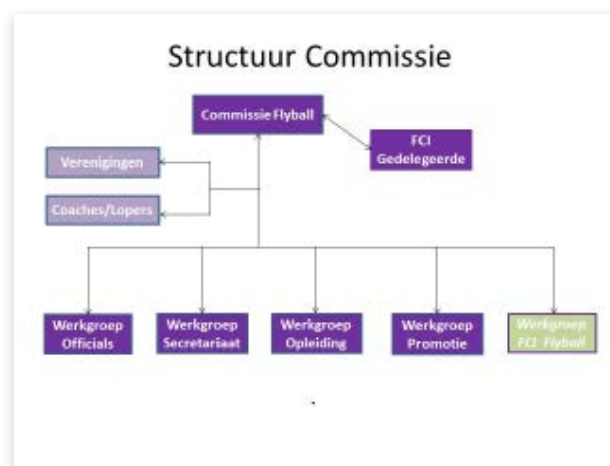 Structuur Commissie
Commissie Flyball
FCI
Gedelegeerde
Verenigingen
Coaches/Lopers
Werkgroep
Officials
Werkgroep
Secretariaat
Werkgroep
Opleiding
Werkgroep
Promotie
Werkgroep
FCI Flyball
.